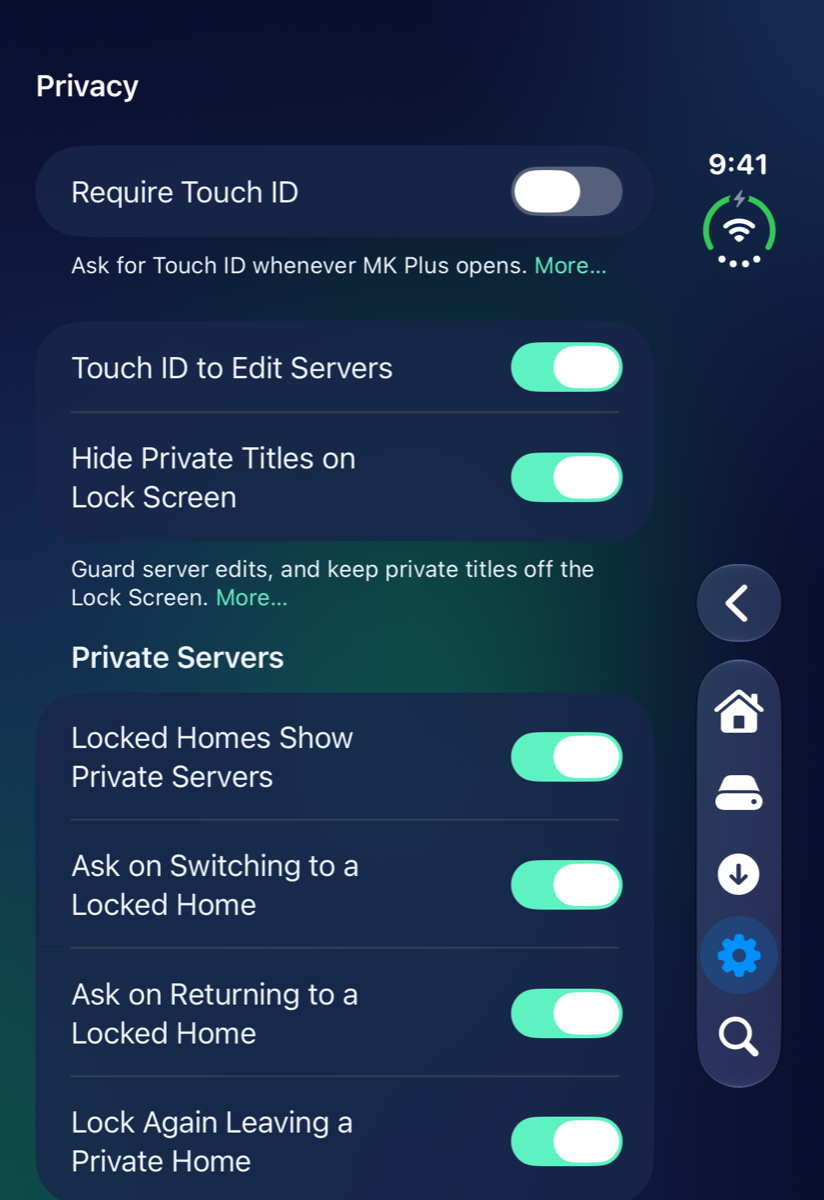 Privacy
9:41
Require Touch ID
Ask for Touch ID whenever MK Plus opens. More...
Touch ID to Edit Servers
Hide Private Titles on
Lock Screen
Guard server edits, and keep private titles off the
Lock Screen. More...
Private Servers
Locked Homes Show
Private Servers
Ask on Switching to a
Locked Home
Ask on Returning to a
Locked Home
Lock Again Leaving a
Private Home